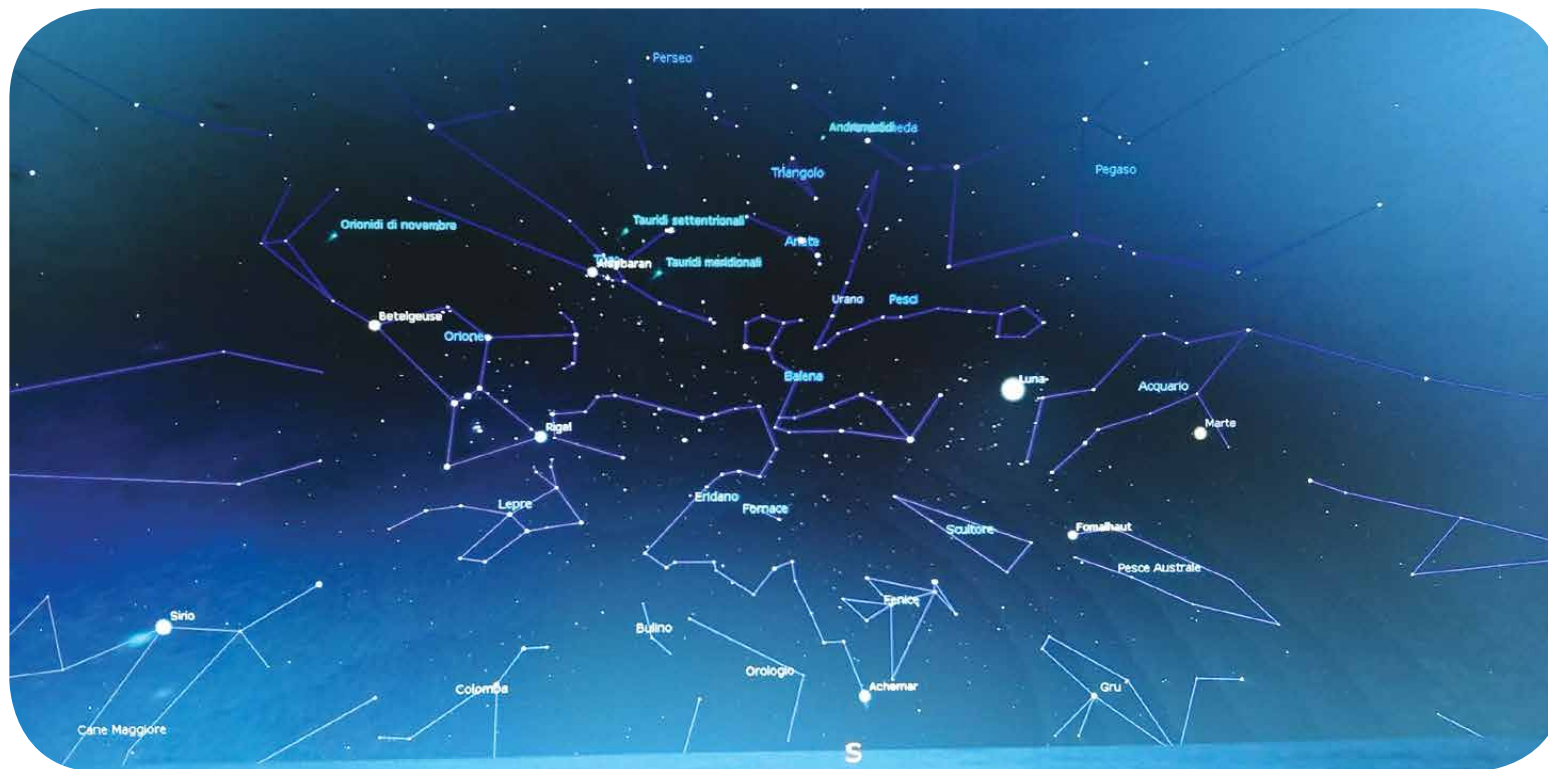 Perseo
Triangolo
Pegaso
Orionidi di novembre
Tauridi settentrionali
Ariete
Aldebaran
Tauridi meridionali
Urano
Pesci
Betelgeuse
Orione
Balena
Luna
Acquario
Rigel
Marte
Eridano
Lepre
Fornace
Scultore
Fomalhaut
Pesce Australe
Fenice
Sirio
Bulino
Orologio
Colomba
Achernar
Gru
Cane Maggiore
S